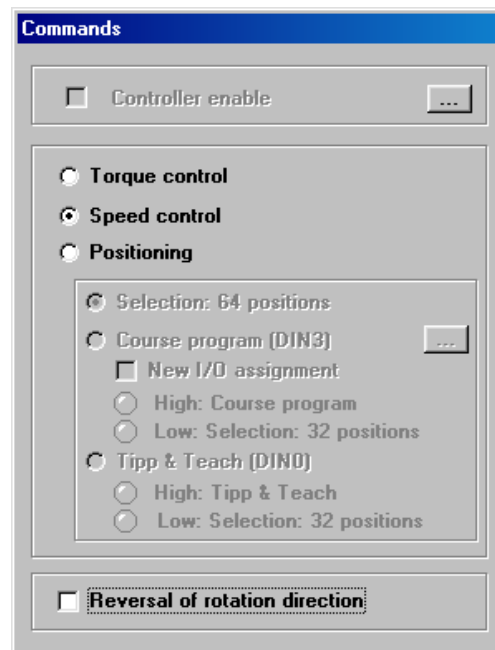 Commands
Controller enable
...
Torque control
Speed control
Positioning
Selection: 64 positions
Course program (DIN3)
...
New I/O assignment
High: Course program
Low: Selection: 32 positions
Tipp & Teach (DIN0)
High: Tipp & Teach
Low: Selection: 32 positions
Reversal of rotation direction